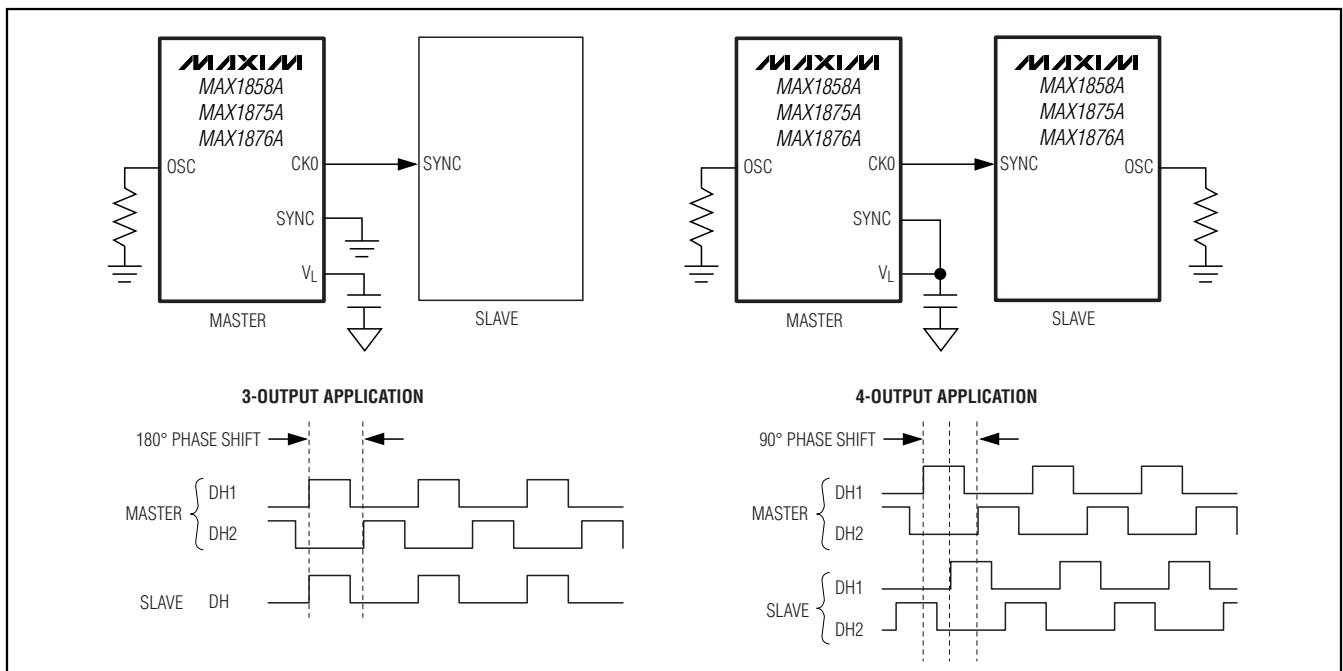 MAXIM
MAX1858A
MAX1875A
MAX1876A
OSC
CK0
SYNC
VL
MASTER
SYNC
SLAVE
MAXIM
MAX1858A
MAX1875A
MAX1876A
OSC
CK0
SYNC
VL
MASTER
MAXIM
MAX1858A
MAX1875A
MAX1876A
SYNC
OSC
SLAVE
3-OUTPUT APPLICATION
180° PHASE SHIFT
MASTER
DH1
DH2
SLAVE DH
4-OUTPUT APPLICATION
90° PHASE SHIFT
MASTER
DH1
DH2
SLAVE
DH1
DH2